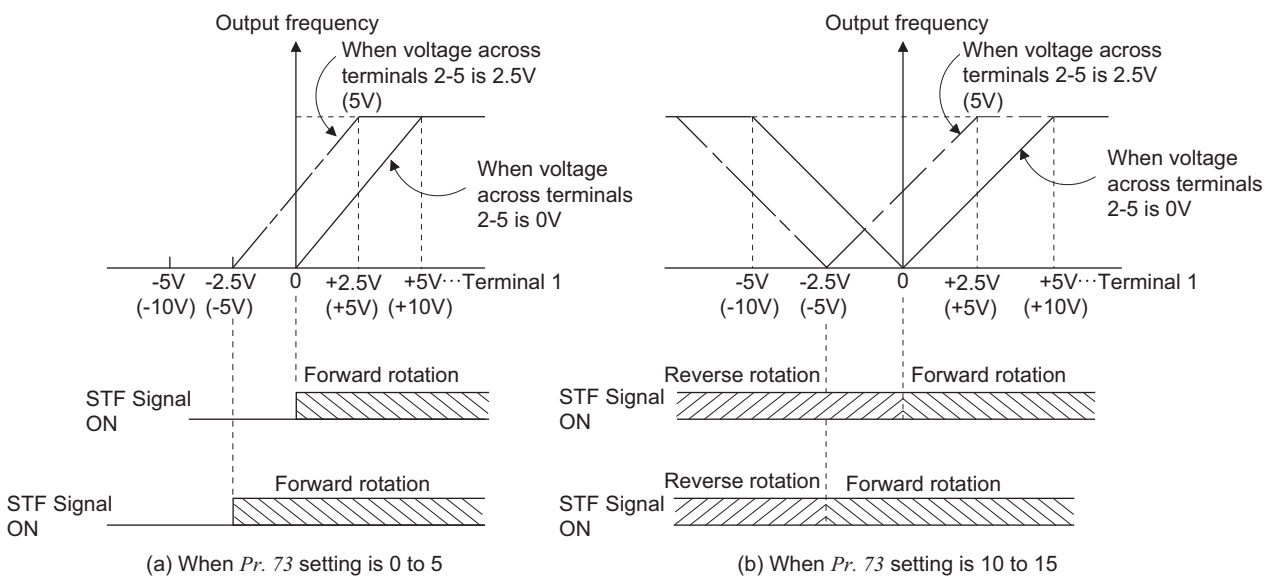 Output frequency
When voltage across
terminals 2-5 is 2.5V
(5V)
When voltage
across terminals
2-5 is 0V
-5V -2.5V 0 +2.5V +5V···Terminal 1
(-10V) (-5V) (+5V) (+10V)
Forward rotation
STF Signal
ON
Forward rotation
STF Signal
ON
(a) When Pr. 73 setting is 0 to 5
Output frequency
When voltage across
terminals 2-5 is 2.5V
(5V)
When voltage
across terminals
2-5 is 0V
-5V -2.5V 0 +2.5V +5V···Terminal 1
(-10V) (-5V) (+5V) (+10V)
Reverse rotation Forward rotation
STF Signal
ON
Reverse rotation Forward rotation
STF Signal
ON
(b) When Pr. 73 setting is 10 to 15